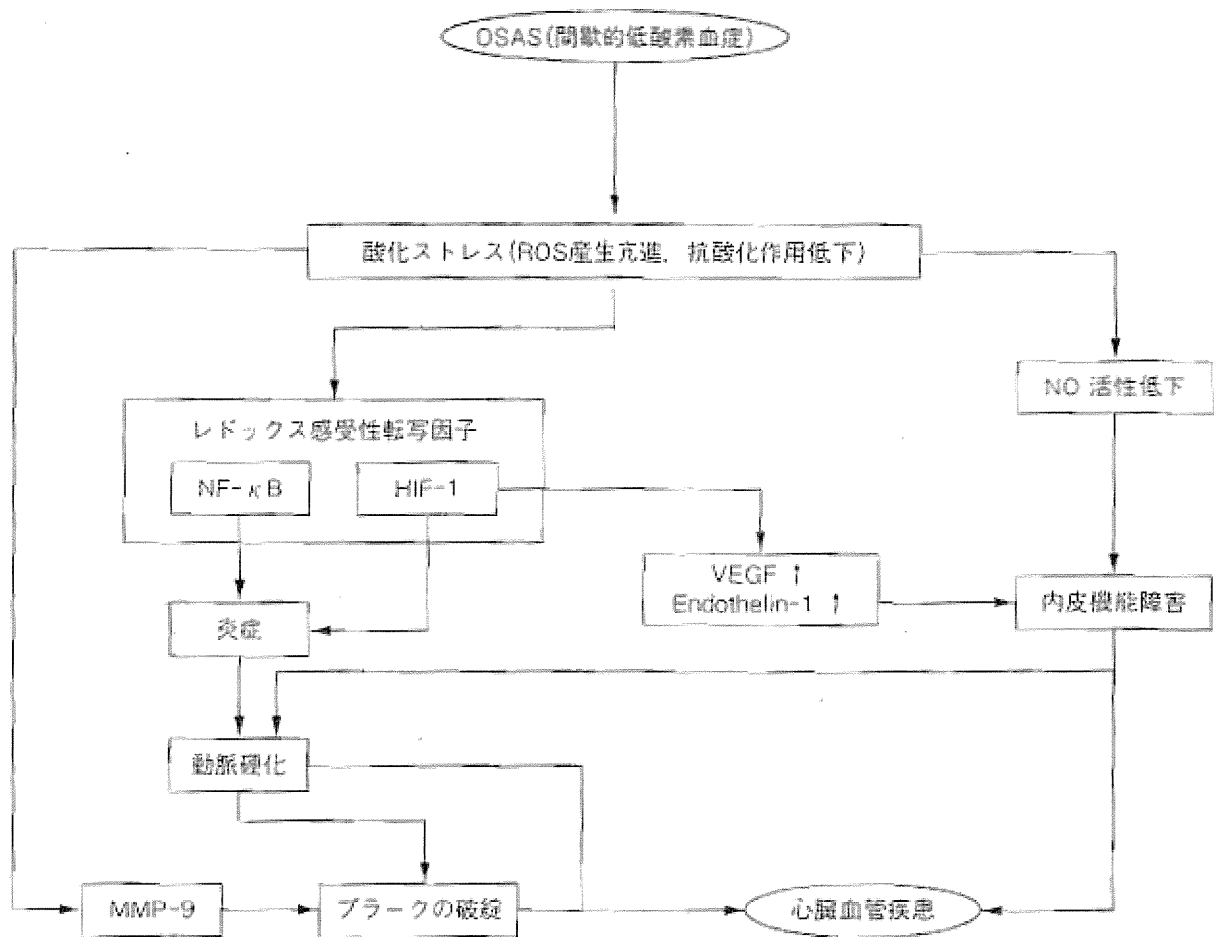 OSAS(間歇的低酸素血症)
酸化ストレス(ROS産生亢進，抗酸化作用低下)
NO 活性低下
レドックス感受性転写因子
NF-κB
HIF-1
VEGF ↑
Endothelin-1 ↑
内皮機能障害
炎症
動脈硬化
MMP-9
プラークの破綻
心臓血管疾患